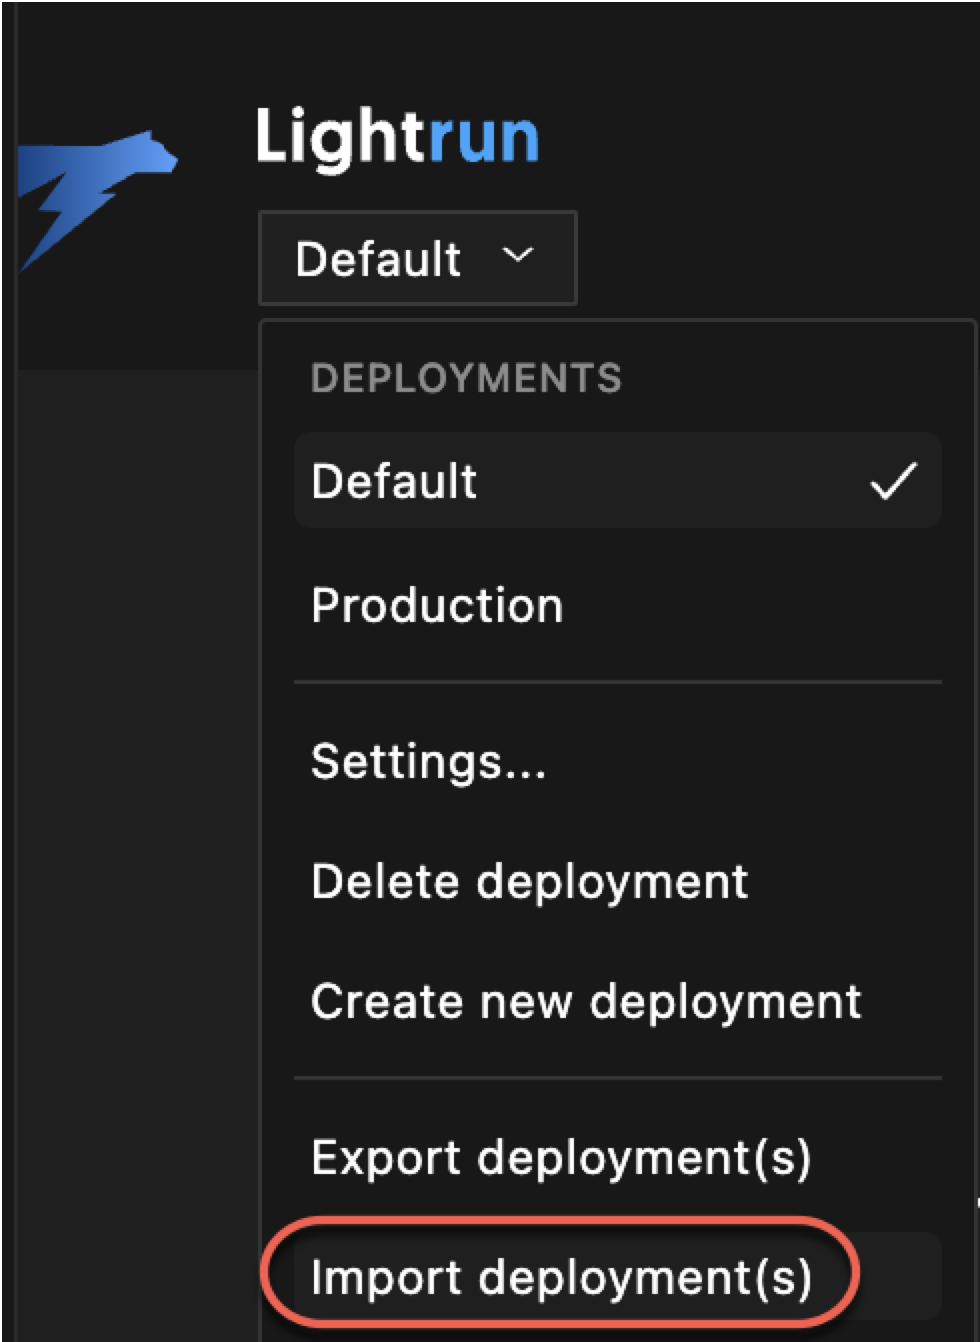 Lightrun
Default
DEPLOYMENTS
Default
Production
Settings...
Delete deployment
Create new deployment
Export deployment(s)
Import deployment(s)